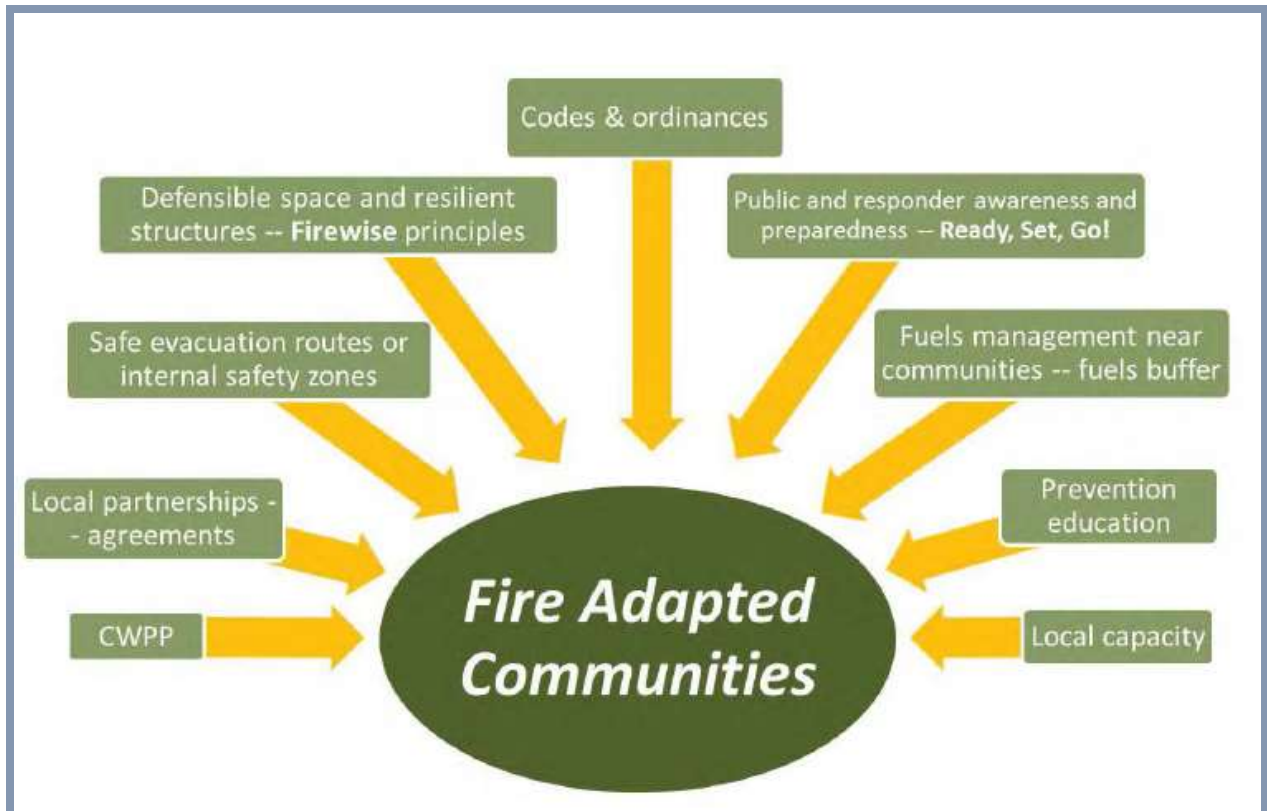 Codes & ordinances
Defensible space and resilient
structures -- Firewise principles
Public and responder awareness and
preparedness -- Ready, Set, Go!
Safe evacuation routes or
internal safety zones
Fuels management near
communities -- fuels buffer
Local partnerships -
- agreements
Prevention
education
CWPP
Local capacity
Fire Adapted
Communities